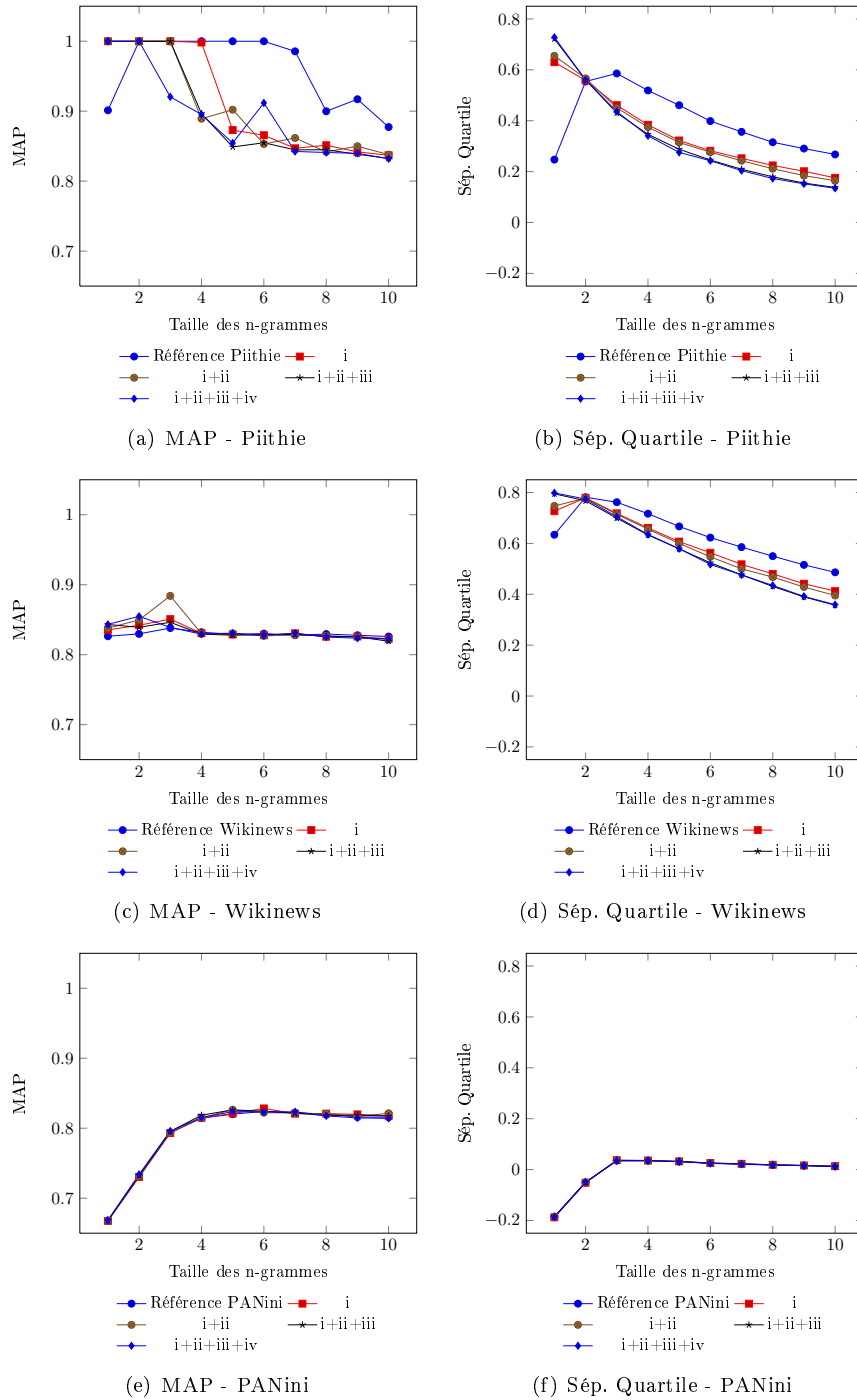 1
0.9
0.8
0.7
MAP
2 4 6 8 10
Taille des n-grammes
Référence Piithie i
i+ii i+ii+iii
i+ii+iii+iv
(a) MAP - Piithie
0.8
0.6
0.4
0.2
0
−0.2
Sép. Quartile
2 4 6 8 10
Taille des n-grammes
Référence Piithie i
i+ii i+ii+iii
i+ii+iii+iv
(b) Sép. Quartile - Piithie
1
0.9
0.8
0.7
MAP
2 4 6 8 10
Taille des n-grammes
Référence Wikinews i
i+ii i+ii+iii
i+ii+iii+iv
(c) MAP - Wikinews
0.8
0.6
0.4
0.2
0
−0.2
Sép. Quartile
2 4 6 8 10
Taille des n-grammes
Référence Wikinews i
i+ii i+ii+iii
i+ii+iii+iv
(d) Sép. Quartile - Wikinews
1
0.9
0.8
0.7
MAP
2 4 6 8 10
Taille des n-grammes
Référence PANini i
i+ii i+ii+iii
i+ii+iii+iv
(e) MAP - PANini
0.8
0.6
0.4
0.2
0
−0.2
Sép. Quartile
2 4 6 8 10
Taille des n-grammes
Référence PANini i
i+ii i+ii+iii
i+ii+iii+iv
(f) Sép. Quartile - PANini